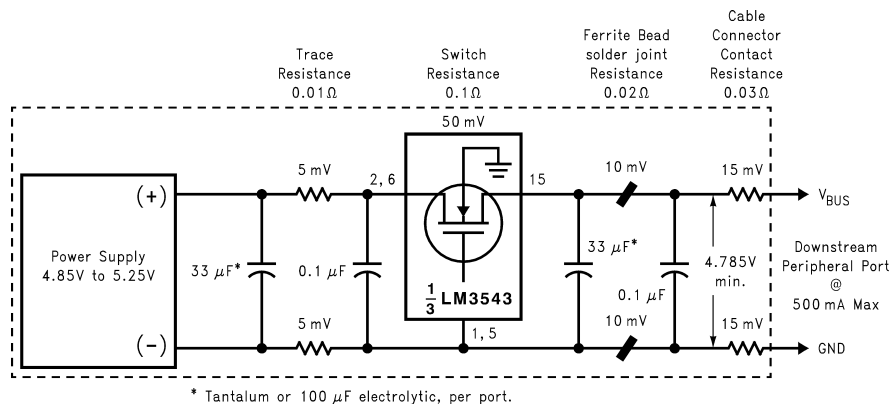 Trace
Resistance
0.01Ω
Switch
Resistance
0.1Ω
Ferrite Bead
solder joint
Resistance
0.02Ω
Cable
Connector
Contact
Resistance
0.03Ω
50 mV
5 mV
2, 6
15
10 mV
15 mV
(+)
V_BUS
Power Supply
4.85V to 5.25V
33 μF*
0.1 μF
1/3 LM3543
33 μF*
0.1 μF
4.785V
min.
Downstream
Peripheral Port
@
500 mA Max
(-)
5 mV
1, 5
10 mV
15 mV
GND
* Tantalum or 100 μF electrolytic, per port.